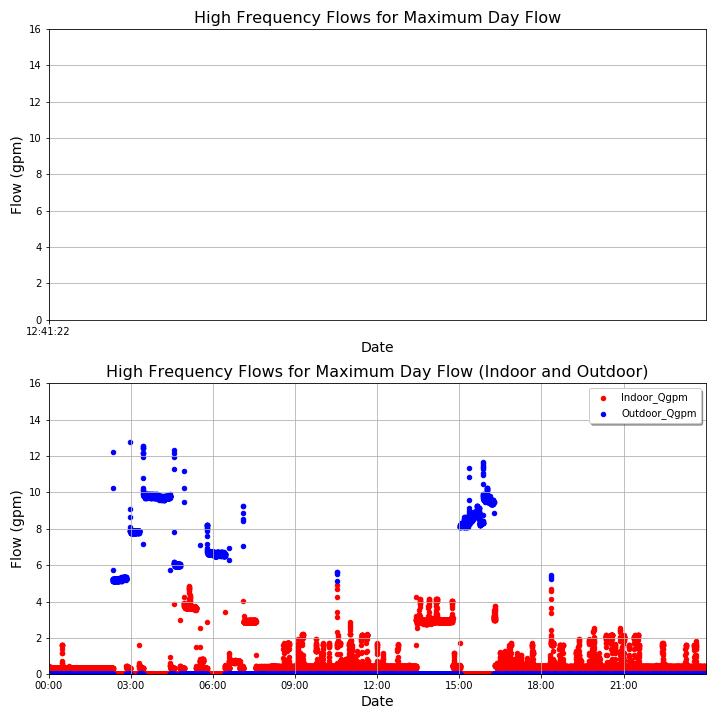 High Frequency Flows for Maximum Day Flow
16
14
12
10
8
6
4
2
0
Flow (gpm)
12:41:22
Date
High Frequency Flows for Maximum Day Flow (Indoor and Outdoor)
16
14
12
10
8
6
4
2
0
Flow (gpm)
Indoor_Qgpm
Outdoor_Qgpm
00:00 03:00 06:00 09:00 12:00 15:00 18:00 21:00
Date